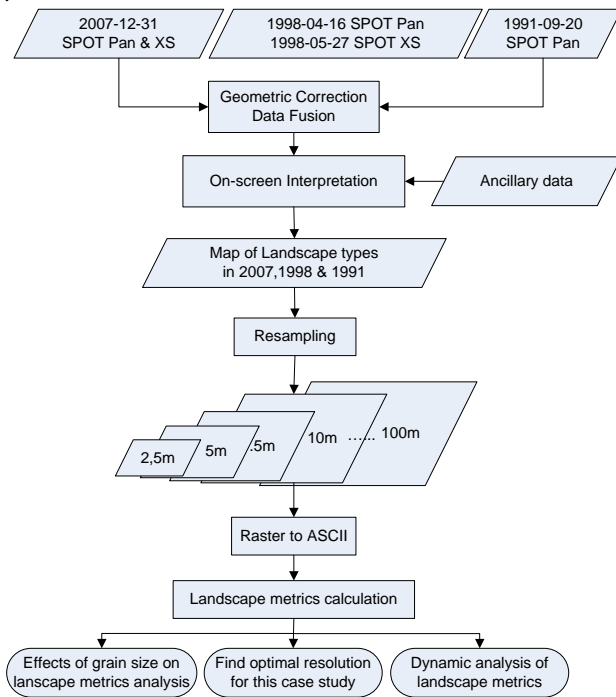 2007-12-31
SPOT Pan & XS
1998-04-16 SPOT Pan
1998-05-27 SPOT XS
1991-09-20
SPOT Pan
Geometric Correction
Data Fusion
On-screen Interpretation
Ancillary data
Map of Landscape types
in 2007,1998 & 1991
Resampling
2,5m
5m
.5m
10m
...... 100m
Raster to ASCII
Landscape metrics calculation
Effects of grain size on
lanscape metrics analysis
Find optimal resolution
for this case study
Dynamic analysis of
landscape metrics